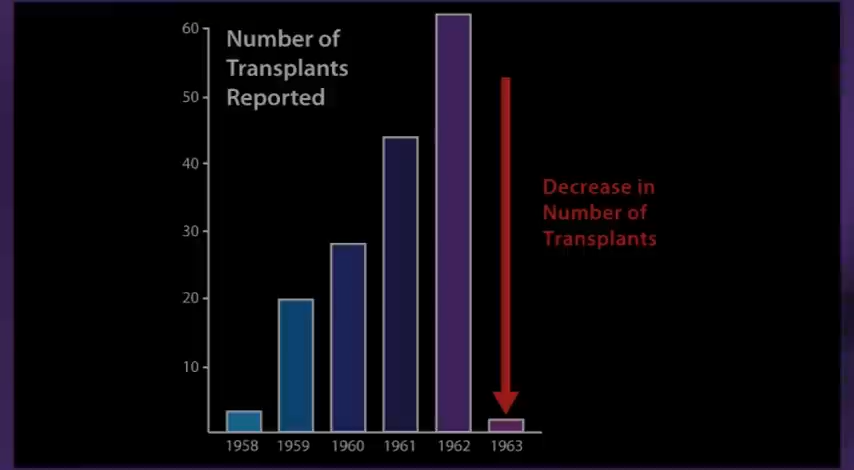 Number of
Transplants
Reported
60
50
40
30
20
10
Decrease in
Number of
Transplants
1958 1959 1960 1961 1962 1963